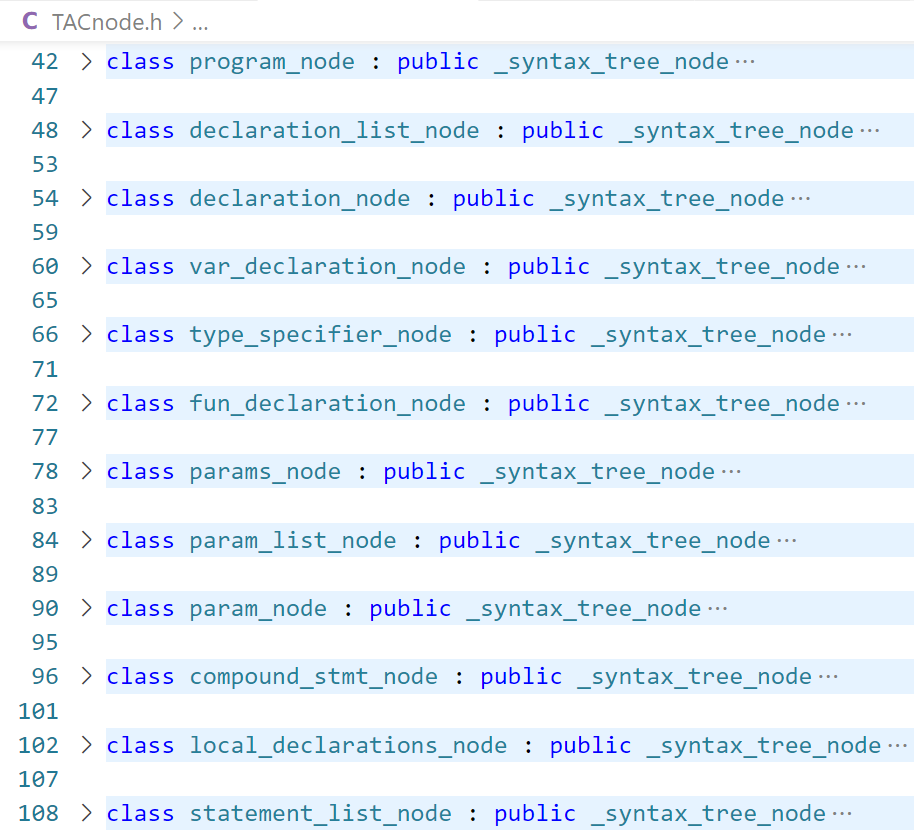 C TACnode.h > ...
42 > class program_node : public _syntax_tree_node ···
47
48 > class declaration_list_node : public _syntax_tree_node ···
53
54 > class declaration_node : public _syntax_tree_node ···
59
60 > class var_declaration_node : public _syntax_tree_node ···
65
66 > class type_specifier_node : public _syntax_tree_node ···
71
72 > class fun_declaration_node : public _syntax_tree_node ···
77
78 > class params_node : public _syntax_tree_node ···
83
84 > class param_list_node : public _syntax_tree_node ···
89
90 > class param_node : public _syntax_tree_node ···
95
96 > class compound_stmt_node : public _syntax_tree_node ···
101
102 > class local_declarations_node : public _syntax_tree_node ···
107
108 > class statement_list_node : public _syntax_tree_node ···